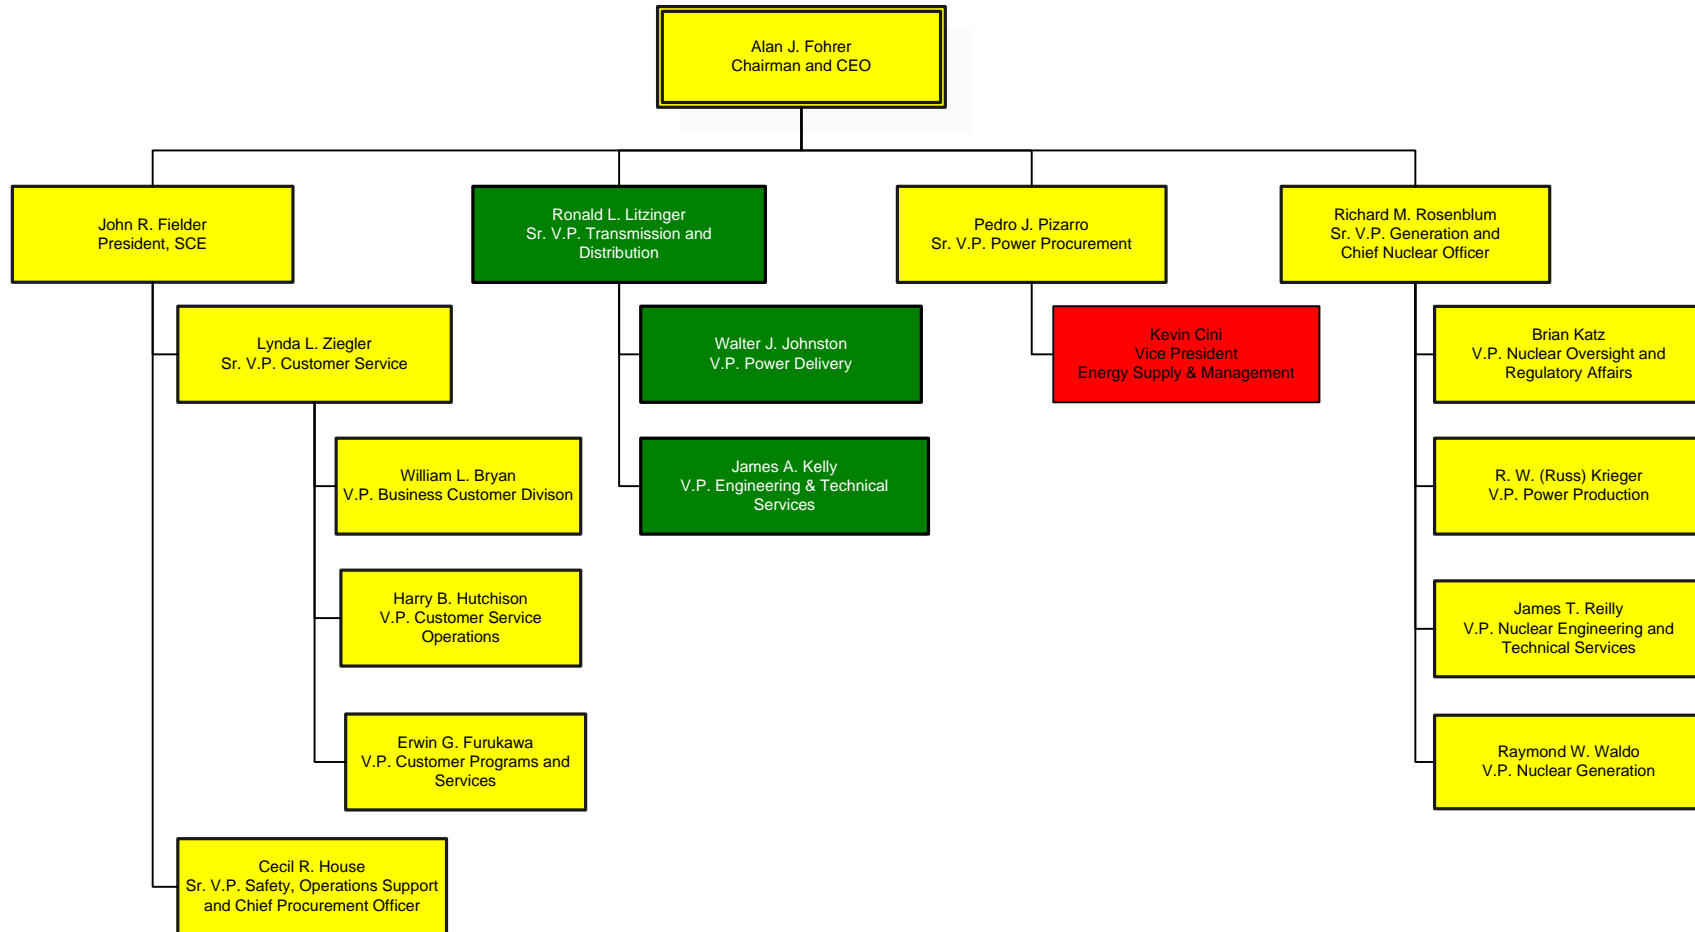 Alan J. Fohrer
Chairman and CEO
John R. Fielder
President, SCE
Ronald L. Litzinger
Sr. V.P. Transmission and
Distribution
Pedro J. Pizarro
Sr. V.P. Power Procurement
Richard M. Rosenblum
Sr. V.P. Generation and
Chief Nuclear Officer
Lynda L. Ziegler
Sr. V.P. Customer Service
Walter J. Johnston
V.P. Power Delivery
Kevin Cini
Vice President
Energy Supply & Management
Brian Katz
V.P. Nuclear Oversight and
Regulatory Affairs
William L. Bryan
V.P. Business Customer Divison
James A. Kelly
V.P. Engineering & Technical
Services
R. W. (Russ) Krieger
V.P. Power Production
Harry B. Hutchison
V.P. Customer Service
Operations
James T. Reilly
V.P. Nuclear Engineering and
Technical Services
Erwin G. Furukawa
V.P. Customer Programs and
Services
Raymond W. Waldo
V.P. Nuclear Generation
Cecil R. House
Sr. V.P. Safety, Operations Support
and Chief Procurement Officer